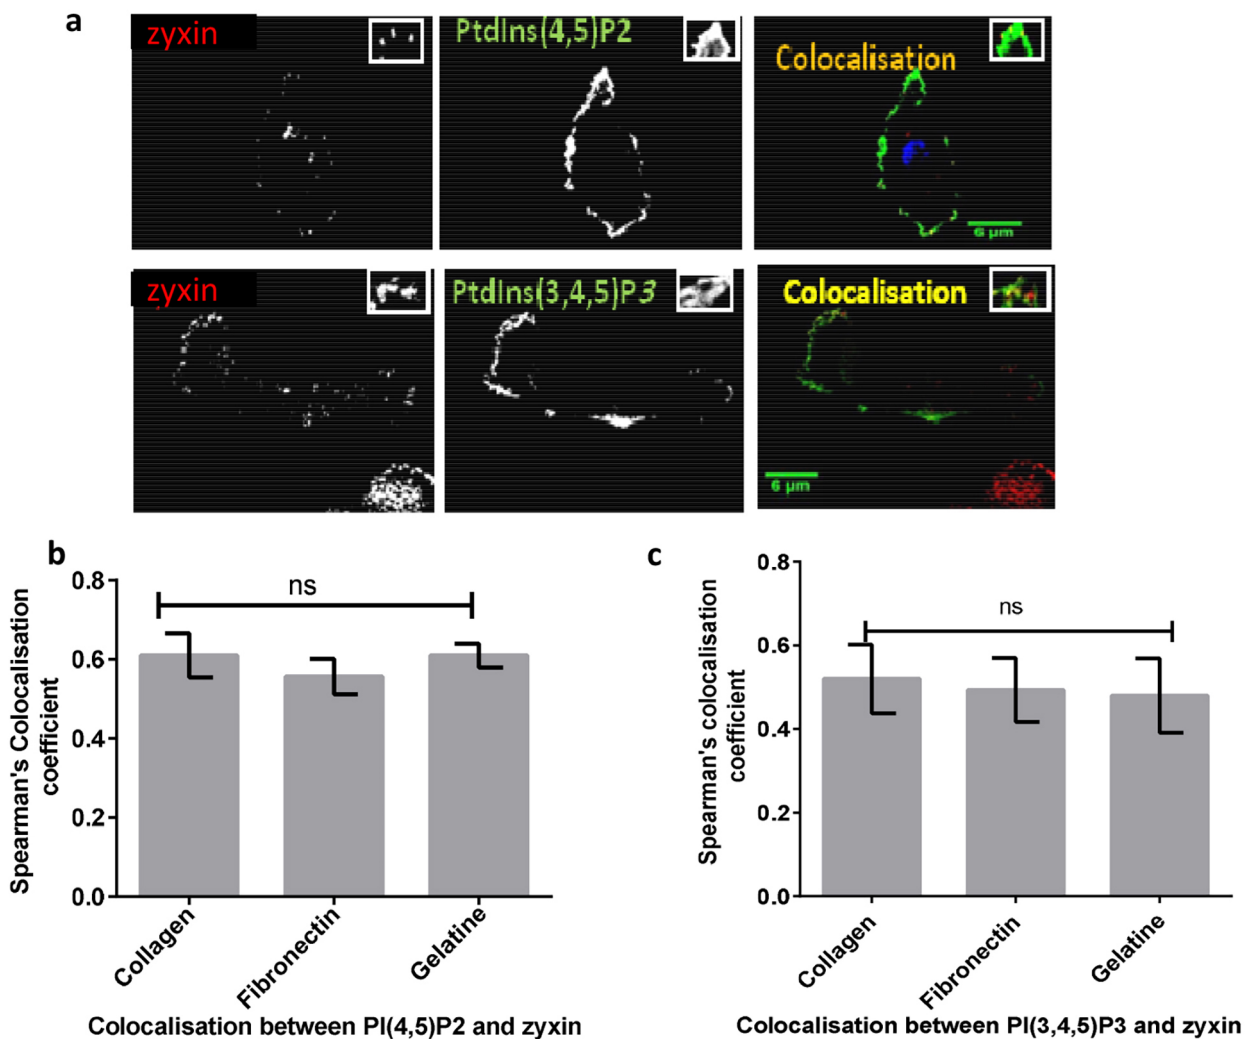 a
zyxin
PtdIns(4,5)P2
Colocalisation
6 µm
zyxin
PtdIns(3,4,5)P3
Colocalisation
6 µm
b
Spearman's Colocalisation
coefficient
0.8
0.6
0.4
0.2
0.0
ns
Collagen
Fibronectin
Gelatine
Colocalisation between PI(4,5)P2 and zyxin
c
Spearman's colocalisation
coefficient
0.8
0.6
0.4
0.2
0.0
ns
Collagen
Fibronectin
Gelatine
Colocalisation between PI(3,4,5)P3 and zyxin